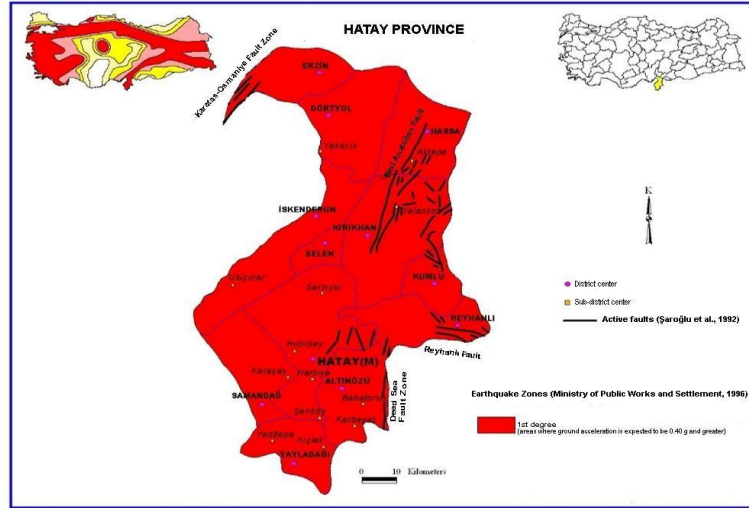 HATAY PROVINCE
Karatas-Osmaniye Fault Zone
ERZİN
DÖRTYOL
HASSA
East Anatolian Fault
Aktepe
Yakacık
Yalankoz
İSKENDERUN
KIRIKHAN
BELEN
KUMLU
Uluçınar
Serinyol
REYHANLI
Reyhanlı Fault
Hıdırbey
HATAY(M)
Karaçay
Harbiye
ALTINÖZÜ
SAMANDAĞ
Babatorun
Dead Sea
Fault Zone
Şenköy
Karbeyaz
Yeditepe
Kışlak
YAYLADAĞI
0 10 Kilometers
K
District center
Sub-district center
Active faults (Şaroğlu et al., 1992)
Earthquake Zones (Ministry of Public Works and Settlement, 1996)
1st degree
(areas where ground acceleration is expected to be 0.40 g and greater)